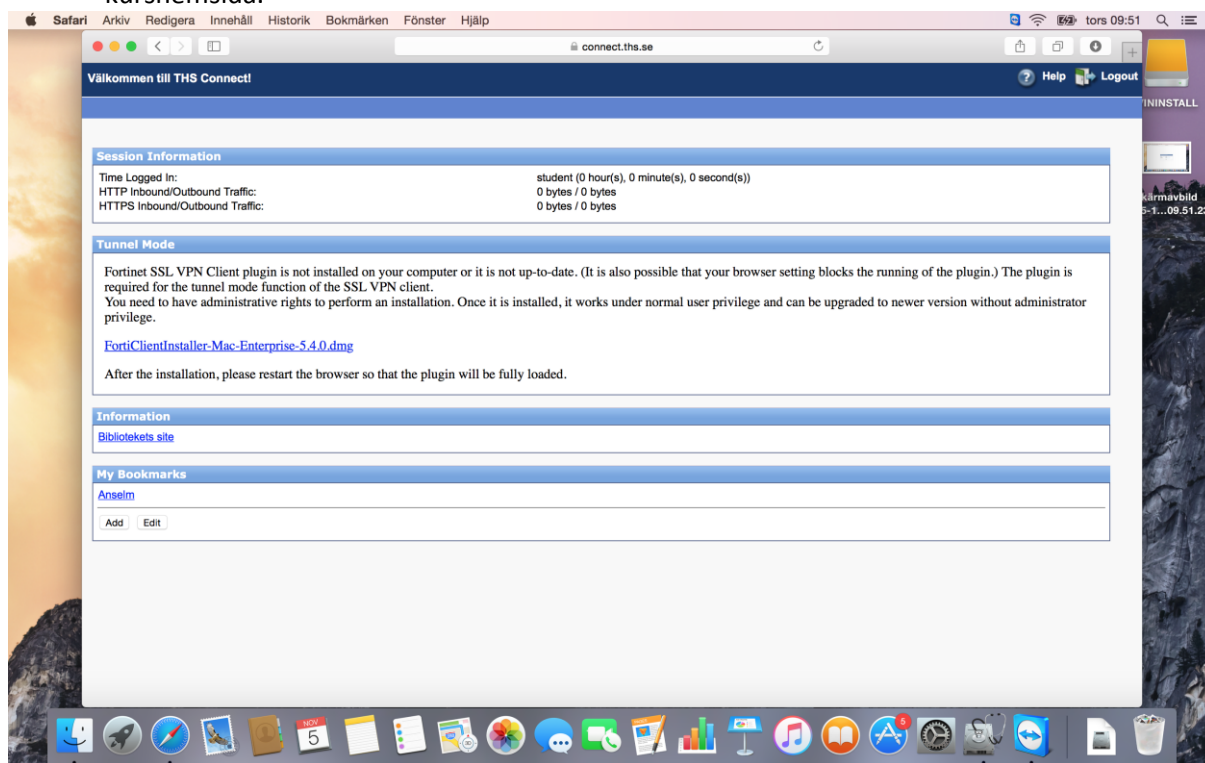 kurshemsida.
Safari Arkiv Redigera Innehåll Historik Bokmärken Fönster Hjälp
tors 09:51
connect.ths.se
Välkommen till THS Connect!
Help Logout
ININSTALL
Session Information
Time Logged In: student (0 hour(s), 0 minute(s), 0 second(s))
HTTP Inbound/Outbound Traffic: 0 bytes / 0 bytes
HTTPS Inbound/Outbound Traffic: 0 bytes / 0 bytes
kärmavbild
5-1...09.51.23
Tunnel Mode
Fortinet SSL VPN Client plugin is not installed on your computer or it is not up-to-date. (It is also possible that your browser setting blocks the running of the plugin.) The plugin is
required for the tunnel mode function of the SSL VPN client.
You need to have administrative rights to perform an installation. Once it is installed, it works under normal user privilege and can be upgraded to newer version without administrator
privilege.
FortiClientInstaller-Mac-Enterprise-5.4.0.dmg
After the installation, please restart the browser so that the plugin will be fully loaded.
Information
Bibliotekets site
My Bookmarks
Anselm
Add Edit
NOV
5
5